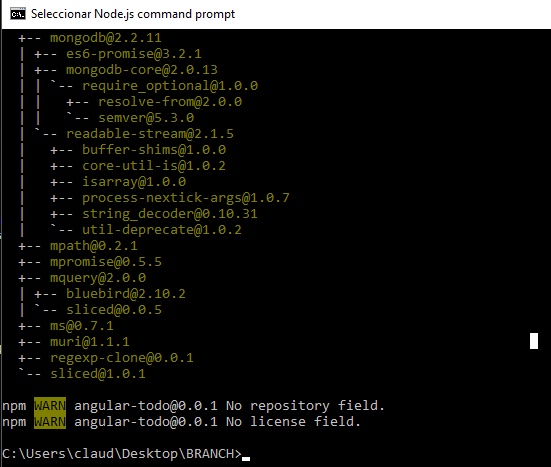 Seleccionar Node.js command prompt
+-- mongodb@2.2.11
| +-- es6-promise@3.2.1
| +-- mongodb-core@2.0.13
| | `-- require_optional@1.0.0
| |   +-- resolve-from@2.0.0
| |   `-- semver@5.3.0
| `-- readable-stream@2.1.5
|   +-- buffer-shims@1.0.0
|   +-- core-util-is@1.0.2
|   +-- isarray@1.0.0
|   +-- process-nextick-args@1.0.7
|   +-- string_decoder@0.10.31
|   `-- util-deprecate@1.0.2
+-- mpath@0.2.1
+-- mpromise@0.5.5
+-- mquery@2.0.0
| +-- bluebird@2.10.2
| `-- sliced@0.0.5
+-- ms@0.7.1
+-- muri@1.1.1
+-- regexp-clone@0.0.1
`-- sliced@1.0.1
npm WARN angular-todo@0.0.1 No repository field.
npm WARN angular-todo@0.0.1 No license field.
C:\Users\claud\Desktop\BRANCH>